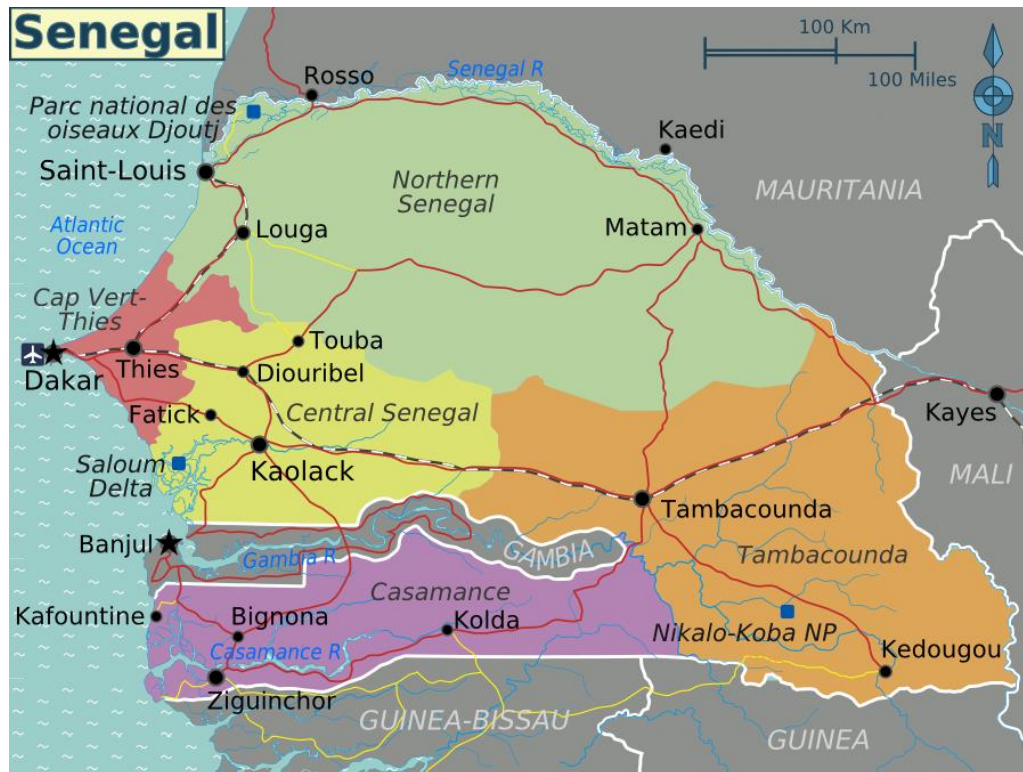 Senegal
100 Km
100 Miles
N
Rosso
Senegal R
Parc national des
oiseaux Djoutj
Kaedi
Saint-Louis
Northern
Senegal
MAURITANIA
Atlantic
Ocean
Louga
Matam
Cap Vert-
Thies
Touba
Dakar
Thies
Diouribel
Fatick
Central Senegal
Kayes
Kaolack
Saloum
Delta
MALI
Tambacounda
Banjul
Gambia R
GAMBIA
Tambacounda
Casamance
Kafountine
Bignona
Kolda
Nikalo-Koba NP
Casamance R
Kedougou
Ziguinchor
GUINEA-BISSAU
GUINEA